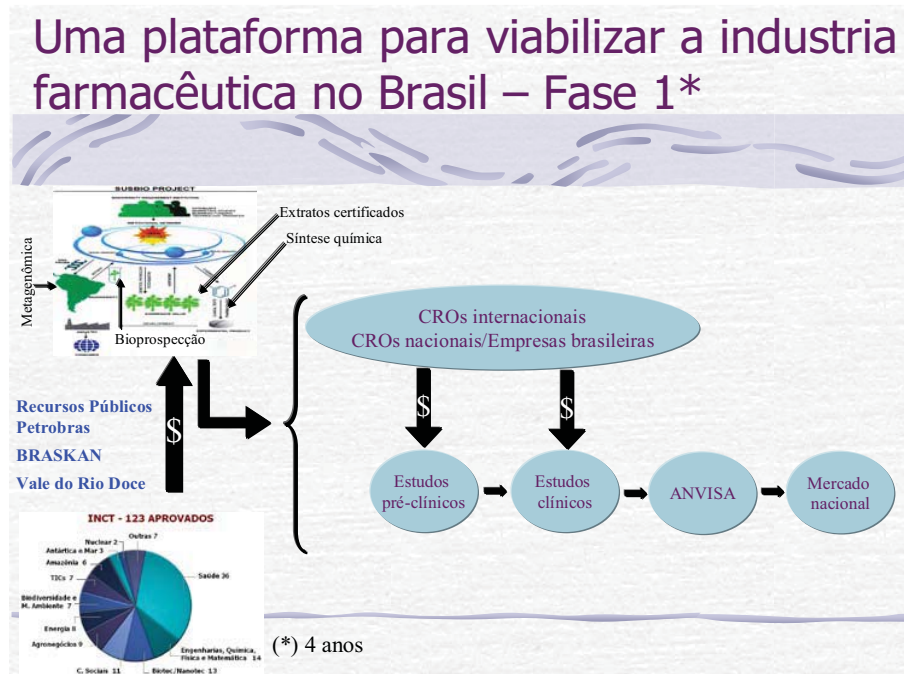 Uma plataforma para viabilizar a industria
farmacêutica no Brasil – Fase 1*
SUSBIO PROJECT
Extratos certificados
Síntese química
Metagenômica
Bioprospecção
CROs internacionais
CROs nacionais/Empresas brasileiras
$
$
$
Recursos Públicos
Petrobras
BRASKAN
Vale do Rio Doce
Estudos
pré-clínicos
Estudos
clínicos
ANVISA
Mercado
nacional
INCT - 123 APROVADOS
Nuclear 2
Outras 7
Antártica e Mar 3
Amazônia 6
Saúde 36
TICs 7
Biodiversidade e
M. Ambiente 7
Energia 8
Agronegócios 9
Engenharias, Química,
Física e Matemática 14
C. Sociais 11
Biotec./Nanotec 13
(*) 4 anos